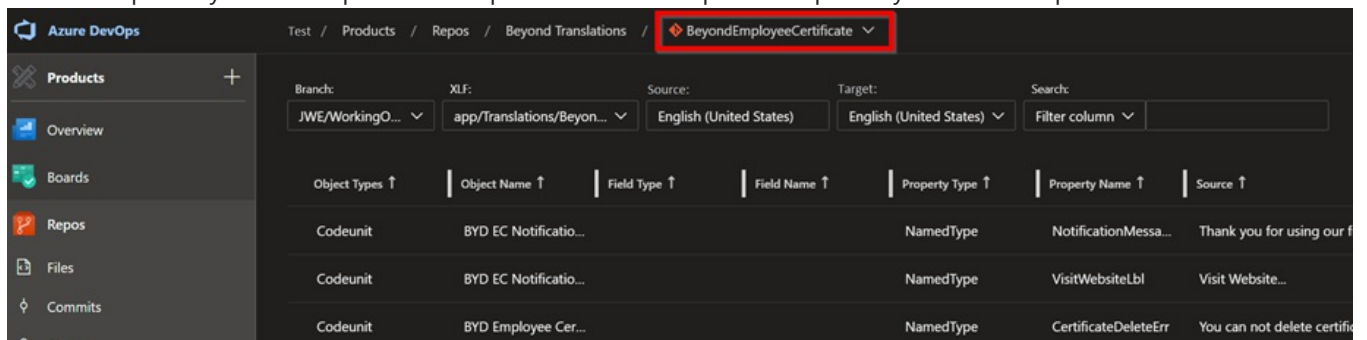 Azure DevOps
Test / Products / Repos / Beyond Translations / BeyondEmployeeCertificate
Products +
Branch: XLF: Source: Target: Search:
JWE/WorkingO... app/Translations/Beyon... English (United States) English (United States) Filter column
Overview
Boards
Object Types ↑ Object Name ↑ Field Type ↑ Field Name ↑ Property Type ↑ Property Name ↑ Source ↑
Repos
Codeunit BYD EC Notificatio... NamedType NotificationMessa... Thank you for using our f
Files
Codeunit BYD EC Notificatio... NamedType VisitWebsiteLbl Visit Website...
Commits
Codeunit BYD Employee Cer... NamedType CertificateDeleteErr You can not delete certific